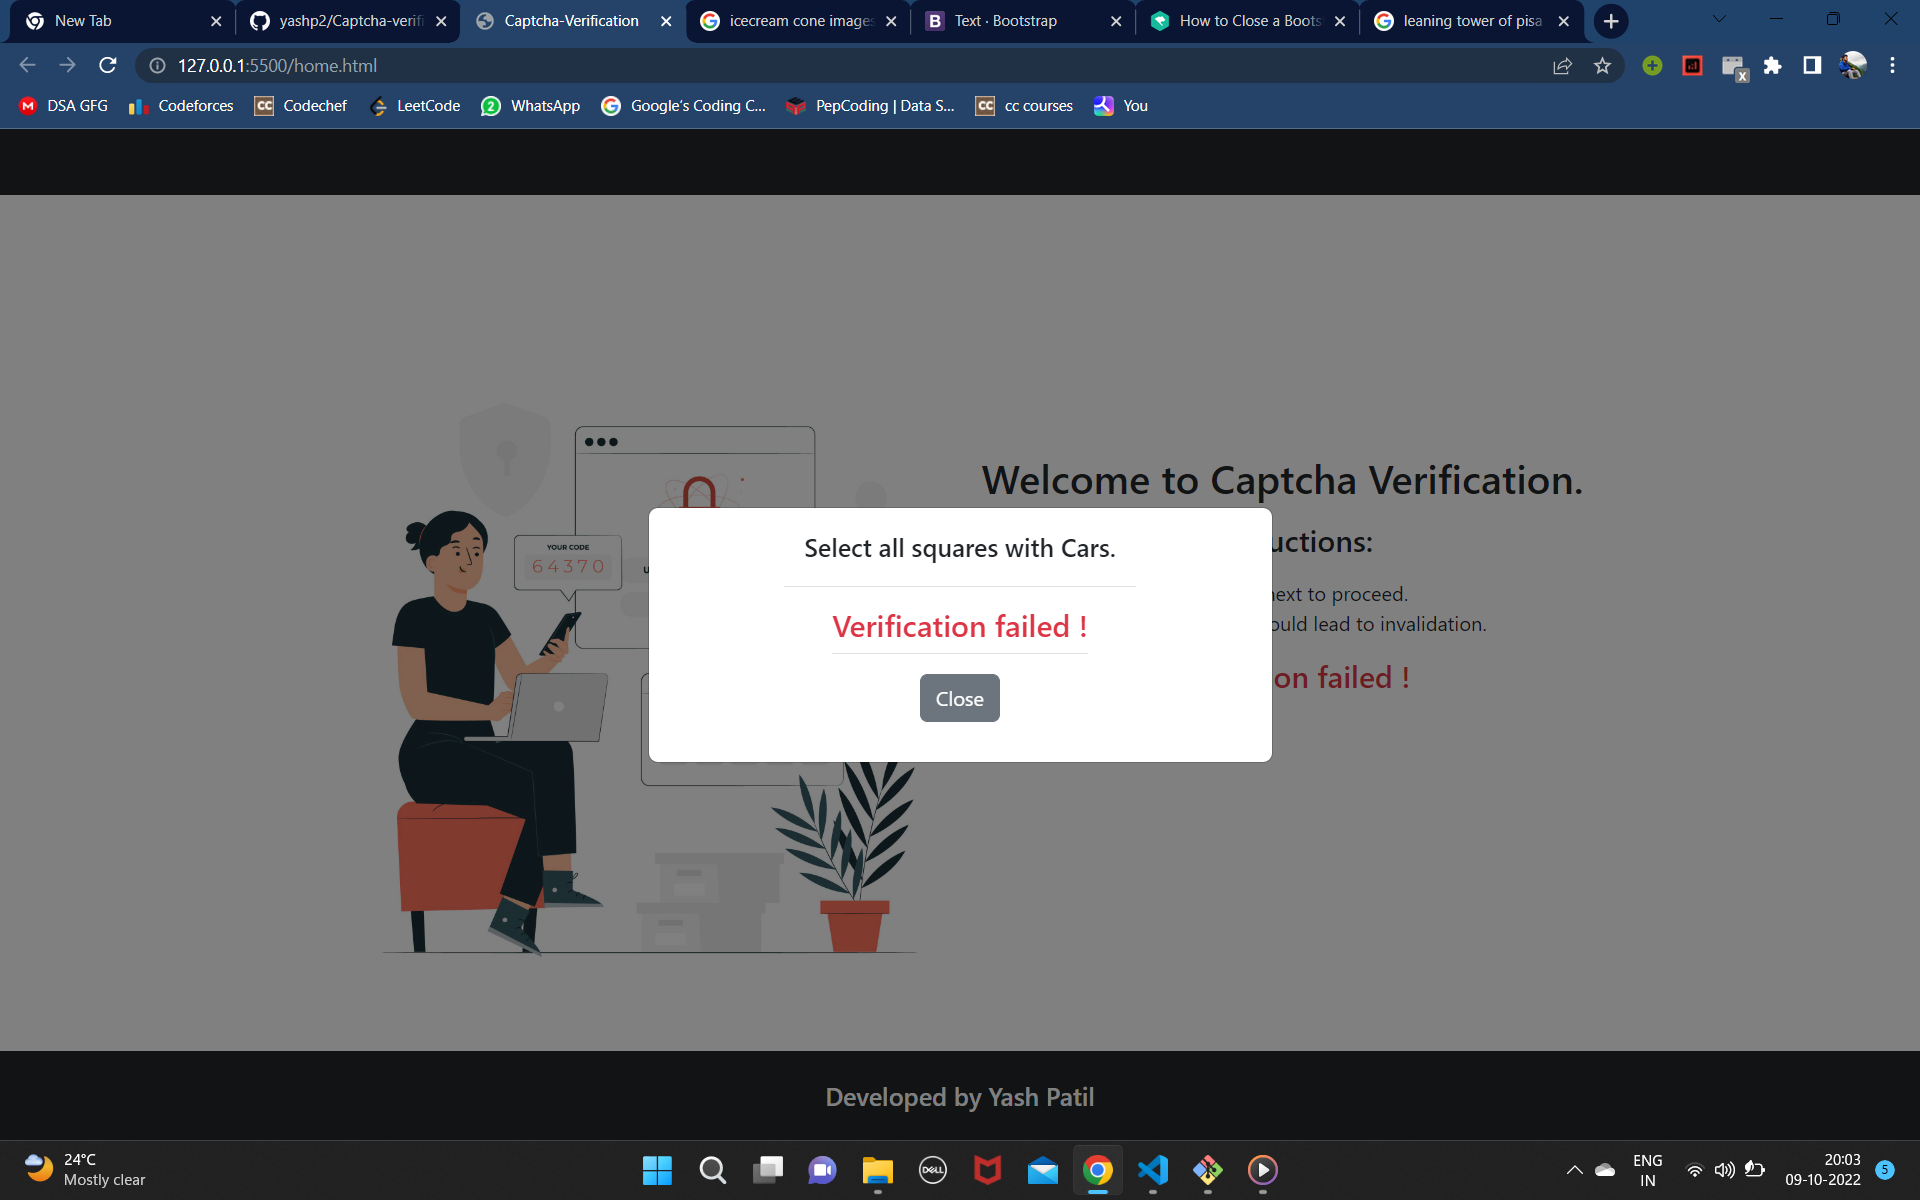 New Tab
yashp2/Captcha-verifi
Captcha-Verification
icecream cone images
Text · Bootstrap
How to Close a Boots
leaning tower of pisa
127.0.0.1:5500/home.html
DSA GFG
Codeforces
Codechef
LeetCode
2
WhatsApp
Google's Coding C...
PepCoding | Data S...
cc courses
You
Welcome to Captcha Verification.
YOUR CODE
64370
Select all squares with Cars.
uctions:
next to proceed.
ould lead to invalidation.
Verification failed !
on failed !
Close
Developed by Yash Patil
24°C
Mostly clear
DELL
ENG
IN
20:03
09-10-2022
5